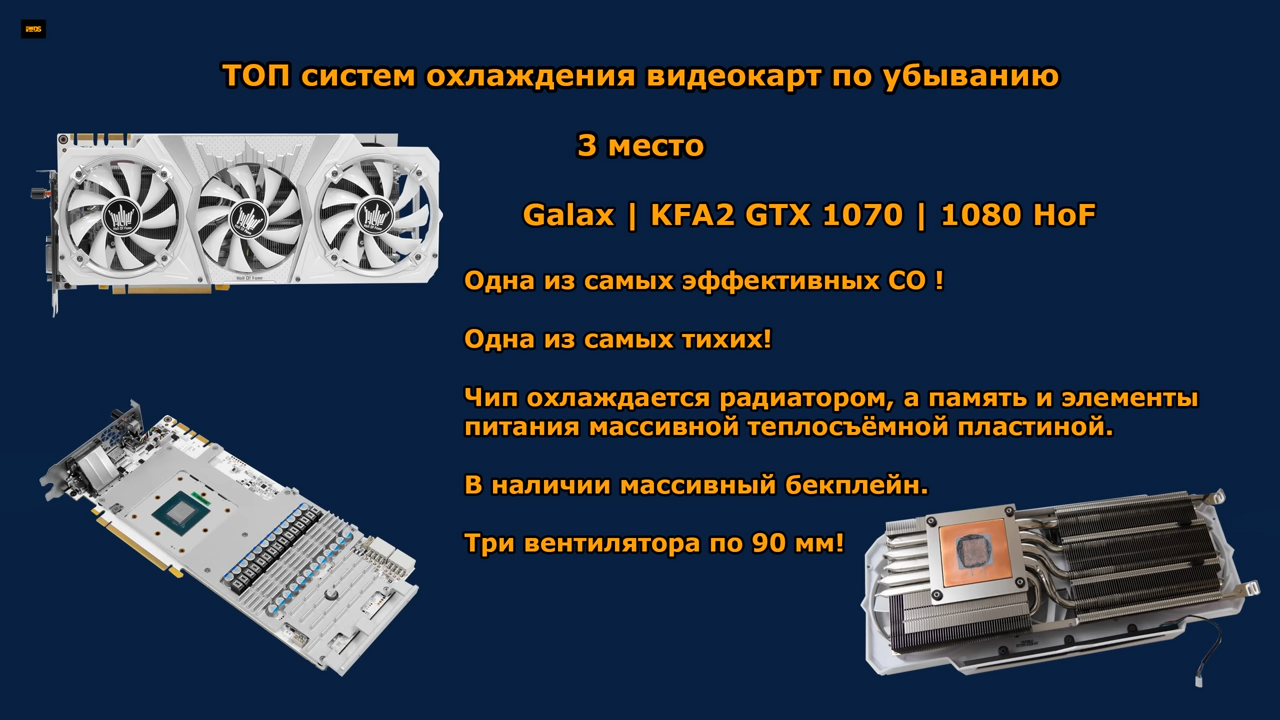 ТОП систем охлаждения видеокарт по убыванию
3 место
Galax | KFA2 GTX 1070 | 1080 HoF
Одна из самых эффективных СО !
Одна из самых тихих!
Чип охлаждается радиатором, а память и элементы
питания массивной теплосъёмной пластиной.
В наличии массивный бекплейн.
Три вентилятора по 90 мм!